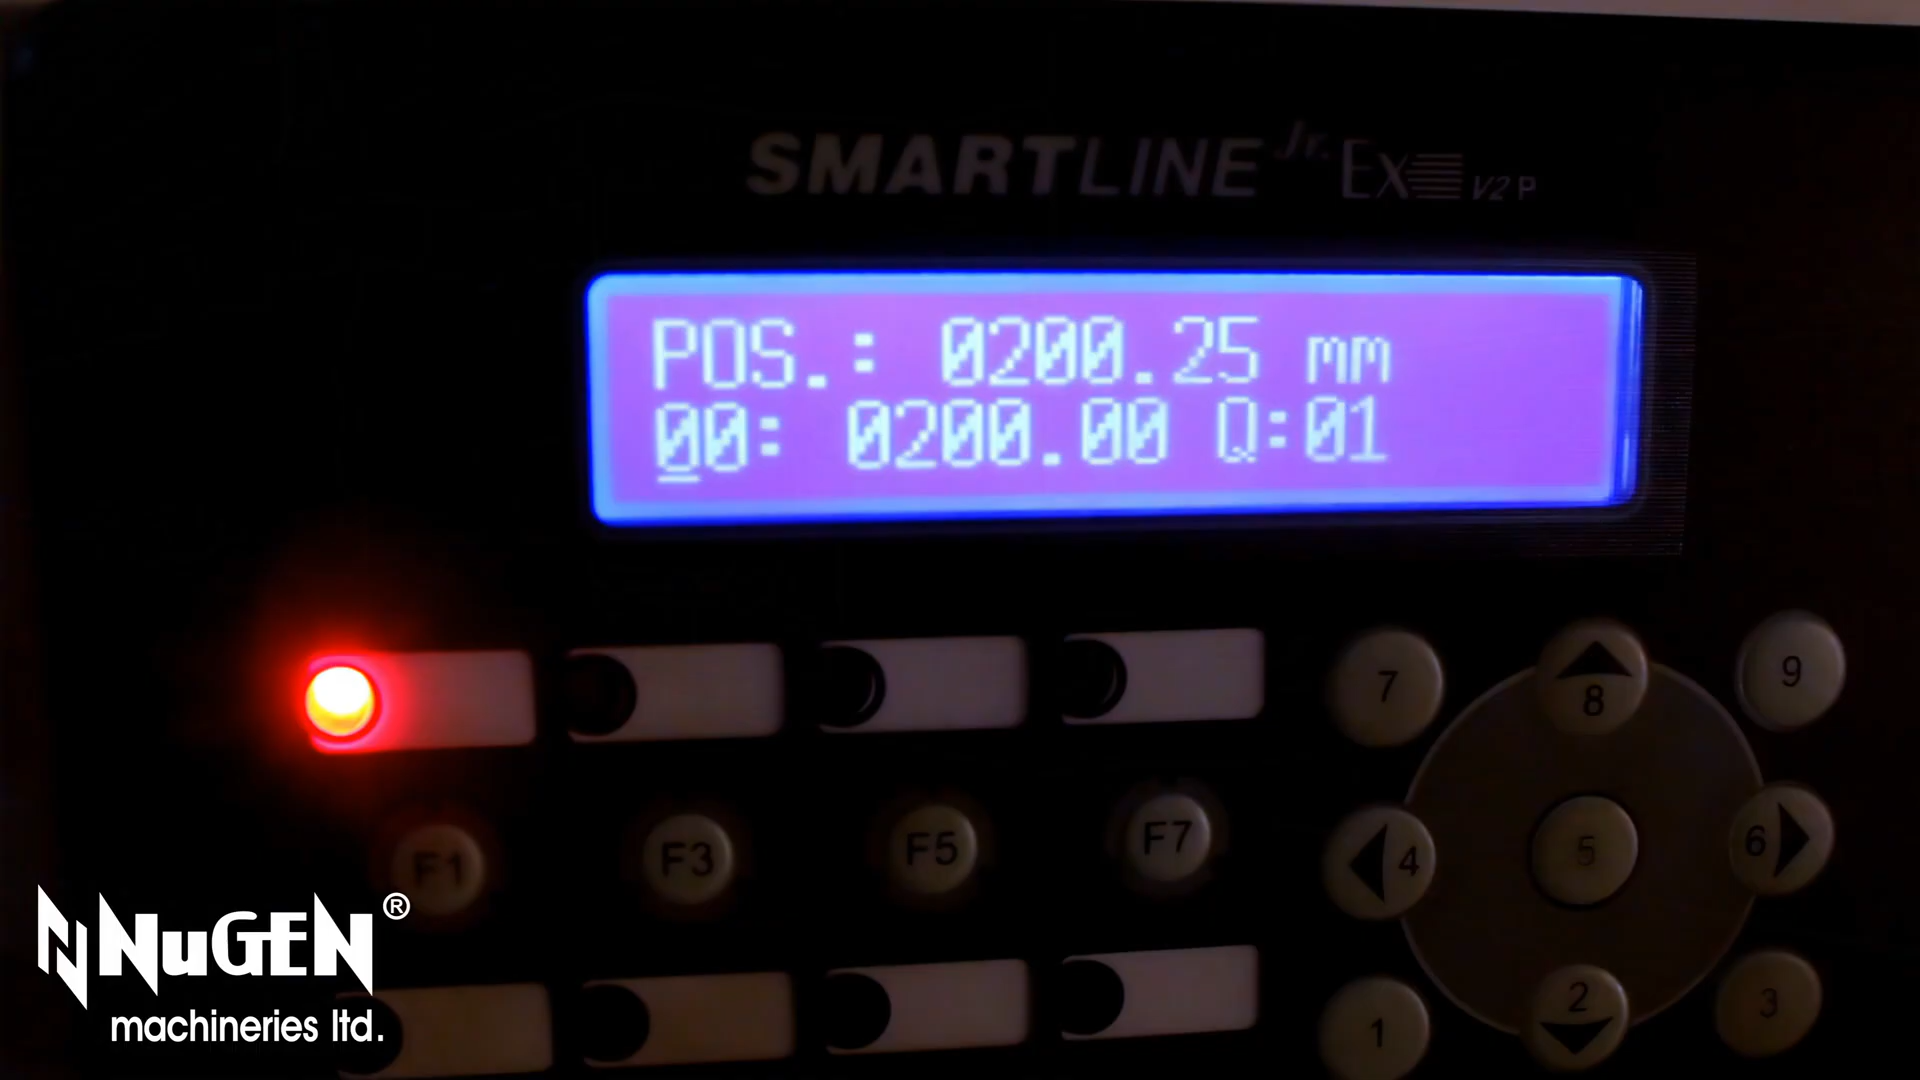 SMARTLINE Jr. Ex V2 P
POS.: 0200.25 mm
00: 0200.00 Q:01
7 8 9
F1 F3 F5 F7
4 5 6
1 2 3
NuGEN®
machineries ltd.